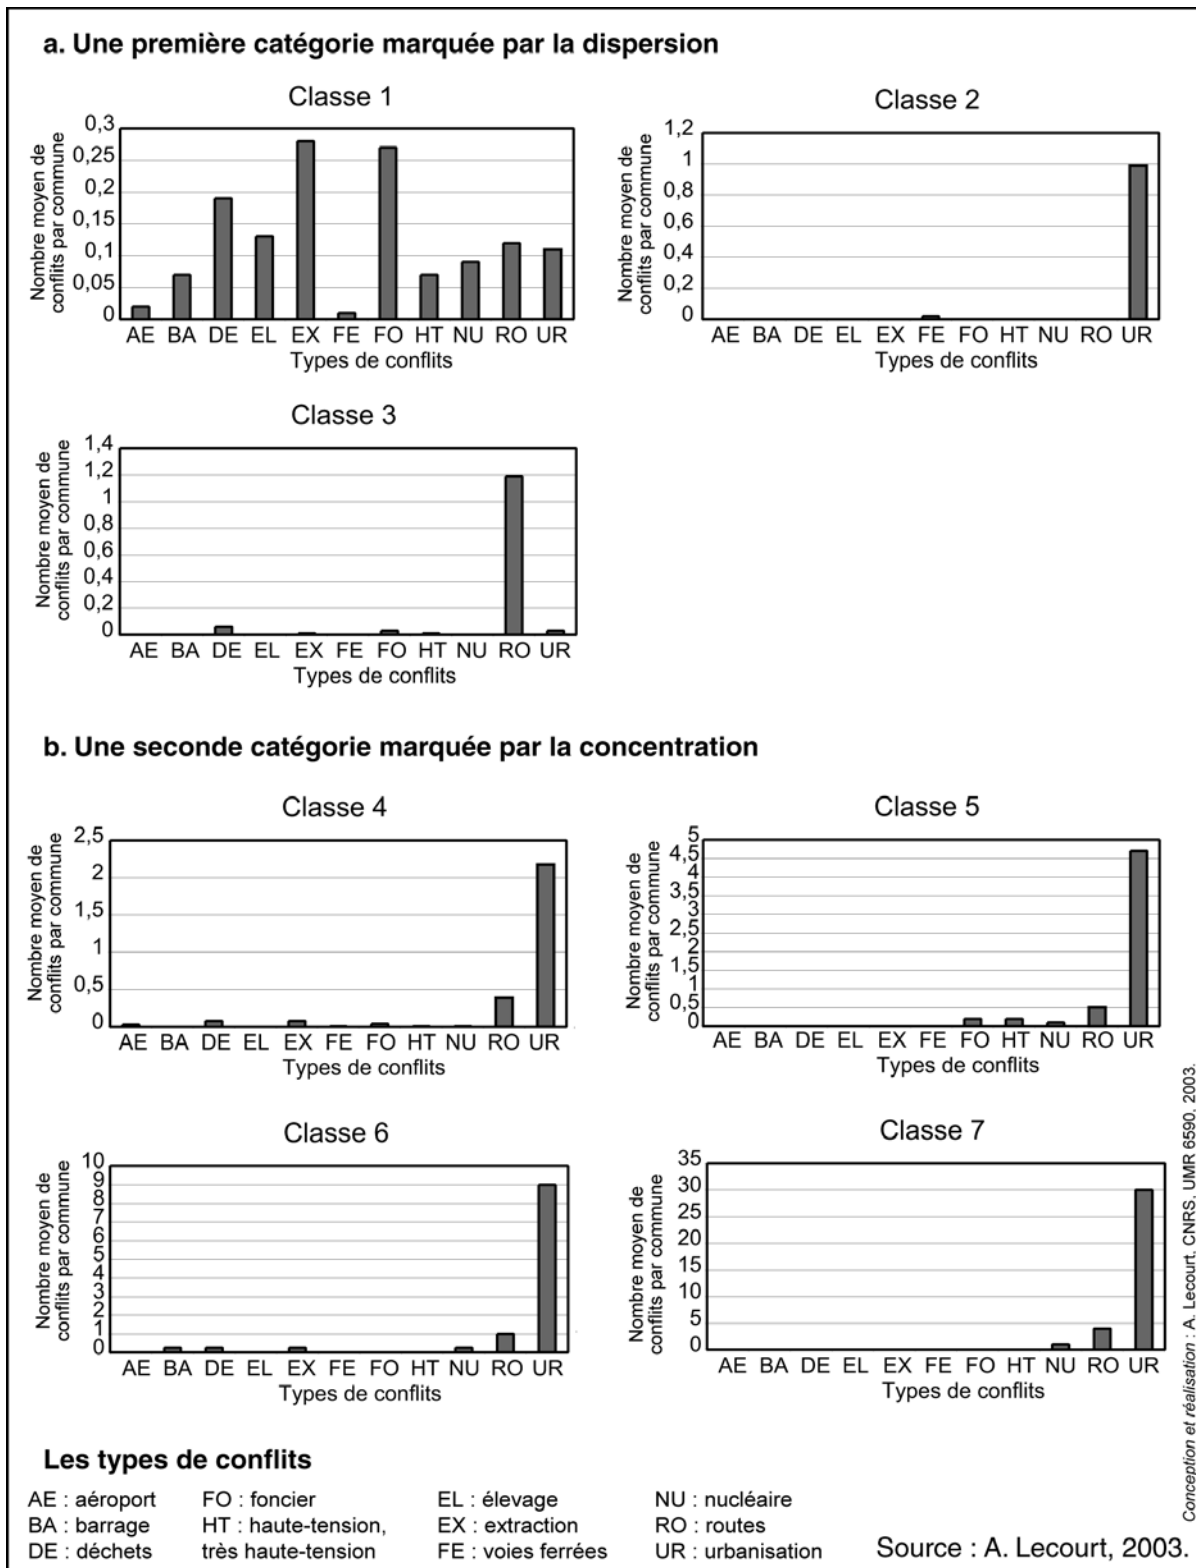 a. Une première catégorie marquée par la dispersion
Classe 1
Nombre moyen de
conflits par commune
0,3
0,25
0,2
0,15
0,1
0,05
0
AE BA DE EL EX FE FO HT NU RO UR
Types de conflits
Classe 2
Nombre moyen de
conflits par commune
1,2
1
0,8
0,6
0,4
0,2
0
AE BA DE EL EX FE FO HT NU RO UR
Types de conflits
Classe 3
Nombre moyen de
conflits par commune
1,4
1,2
1
0,8
0,6
0,4
0,2
0
AE BA DE EL EX FE FO HT NU RO UR
Types de conflits
b. Une seconde catégorie marquée par la concentration
Classe 4
Nombre moyen de
conflits par commune
2,5
2
1,5
1
0,5
0
AE BA DE EL EX FE FO HT NU RO UR
Types de conflits
Classe 5
Nombre moyen de
conflits par commune
5
4,5
4
3,5
3
2,5
2
1,5
1
0,5
0
AE BA DE EL EX FE FO HT NU RO UR
Types de conflits
Classe 6
Nombre moyen de
conflits par commune
10
9
8
7
6
5
4
3
2
1
0
AE BA DE EL EX FE FO HT NU RO UR
Types de conflits
Classe 7
Nombre moyen de
conflits par commune
35
30
25
20
15
10
5
0
AE BA DE EL EX FE FO HT NU RO UR
Types de conflits
Les types de conflits
AE : aéroport
BA : barrage
DE : déchets
FO : foncier
HT : haute-tension,
très haute-tension
EL : élevage
EX : extraction
FE : voies ferrées
NU : nucléaire
RO : routes
UR : urbanisation
Source : A. Lecourt, 2003.
Conception et réalisation : A. Lecourt, CNRS, UMR 6590, 2003.